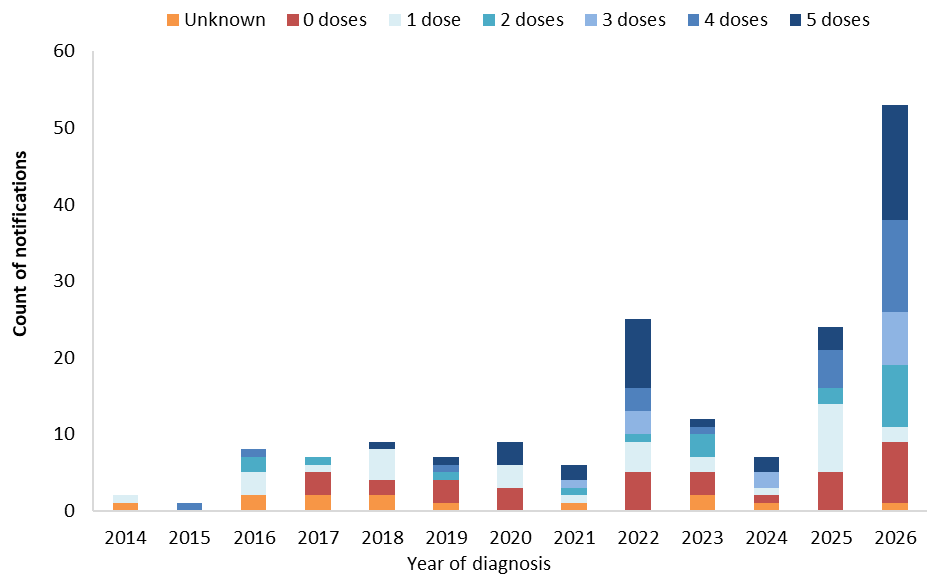 Unknown 0 doses 1 dose 2 doses 3 doses 4 doses 5 doses
60
50
40
30
20
10
0
Count of notifications
2014 2015 2016 2017 2018 2019 2020 2021 2022 2023 2024 2025 2026
Year of diagnosis